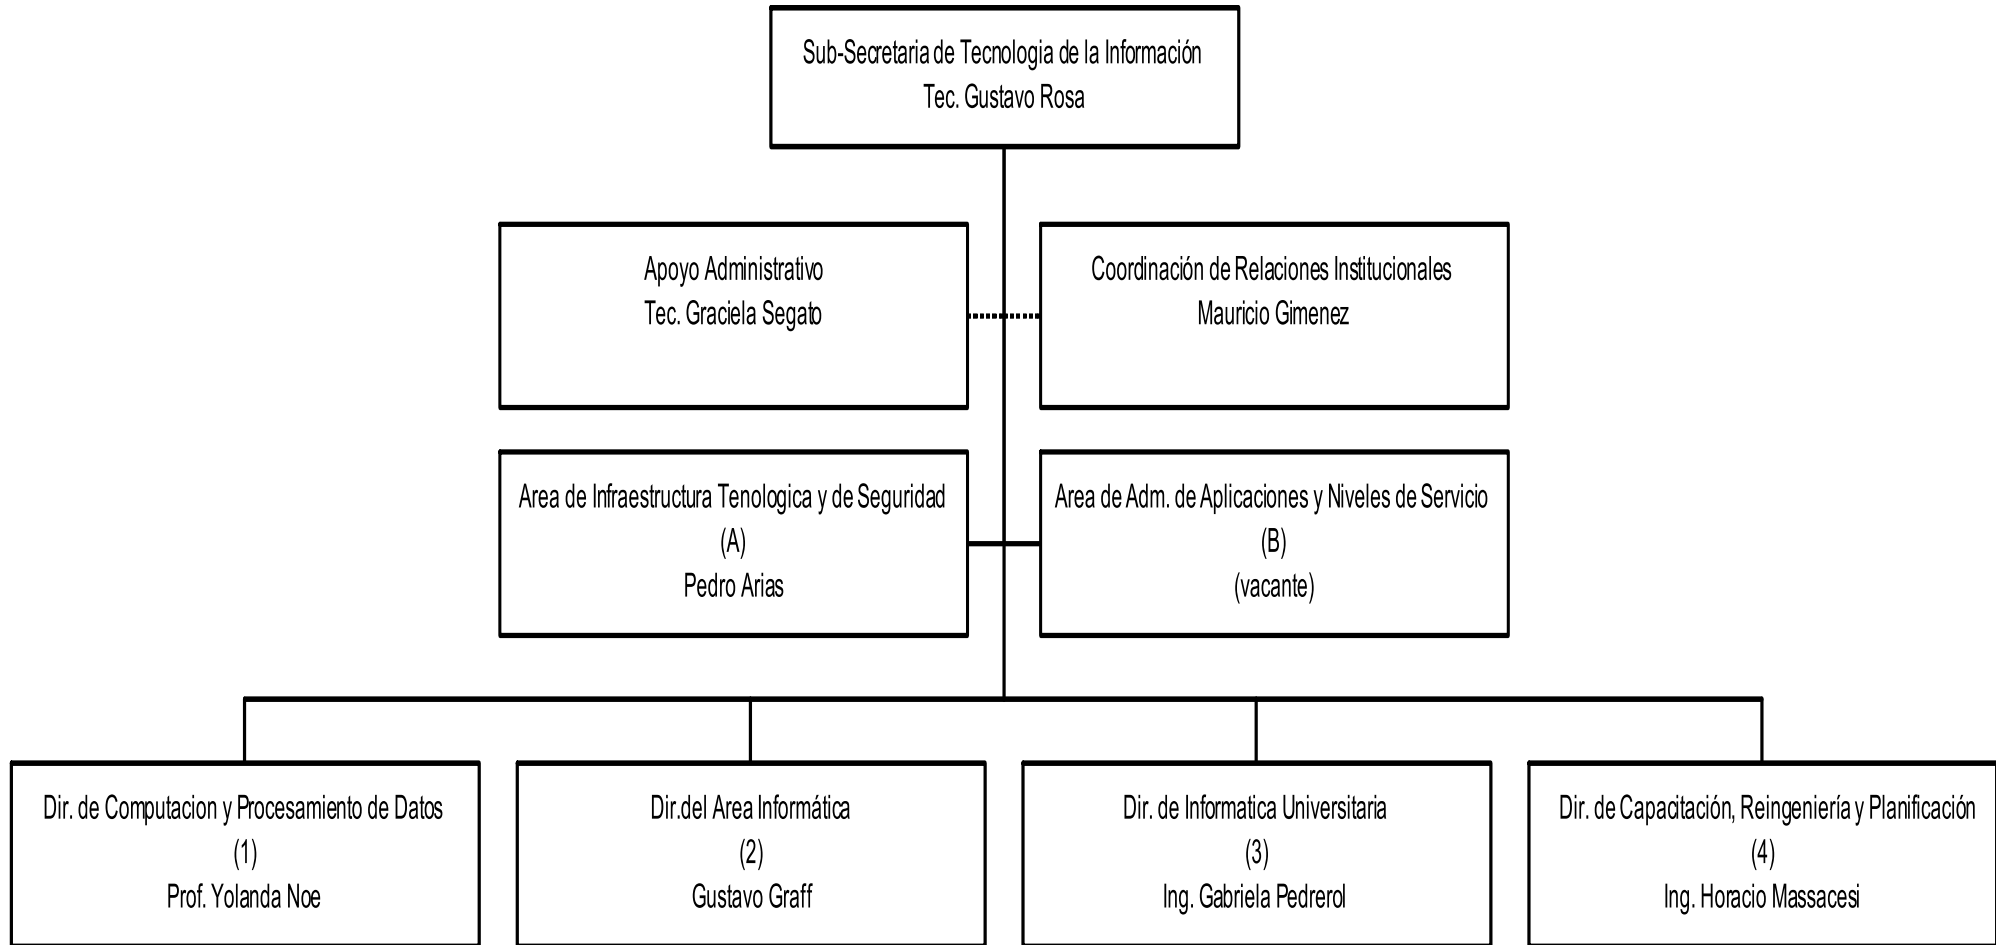 Sub-Secretaria de Tecnologia de la Información
Tec. Gustavo Rosa
Apoyo Administrativo
Tec. Graciela Segato
Coordinación de Relaciones Institucionales
Mauricio Gimenez
Area de Infraestructura Tenologica y de Seguridad
(A)
Pedro Arias
Area de Adm. de Aplicaciones y Niveles de Servicio
(B)
(vacante)
Dir. de Computacion y Procesamiento de Datos
(1)
Prof. Yolanda Noe
Dir.del Area Informática
(2)
Gustavo Graff
Dir. de Informatica Universitaria
(3)
Ing. Gabriela Pedrerol
Dir. de Capacitación, Reingeniería y Planificación
(4)
Ing. Horacio Massacesi